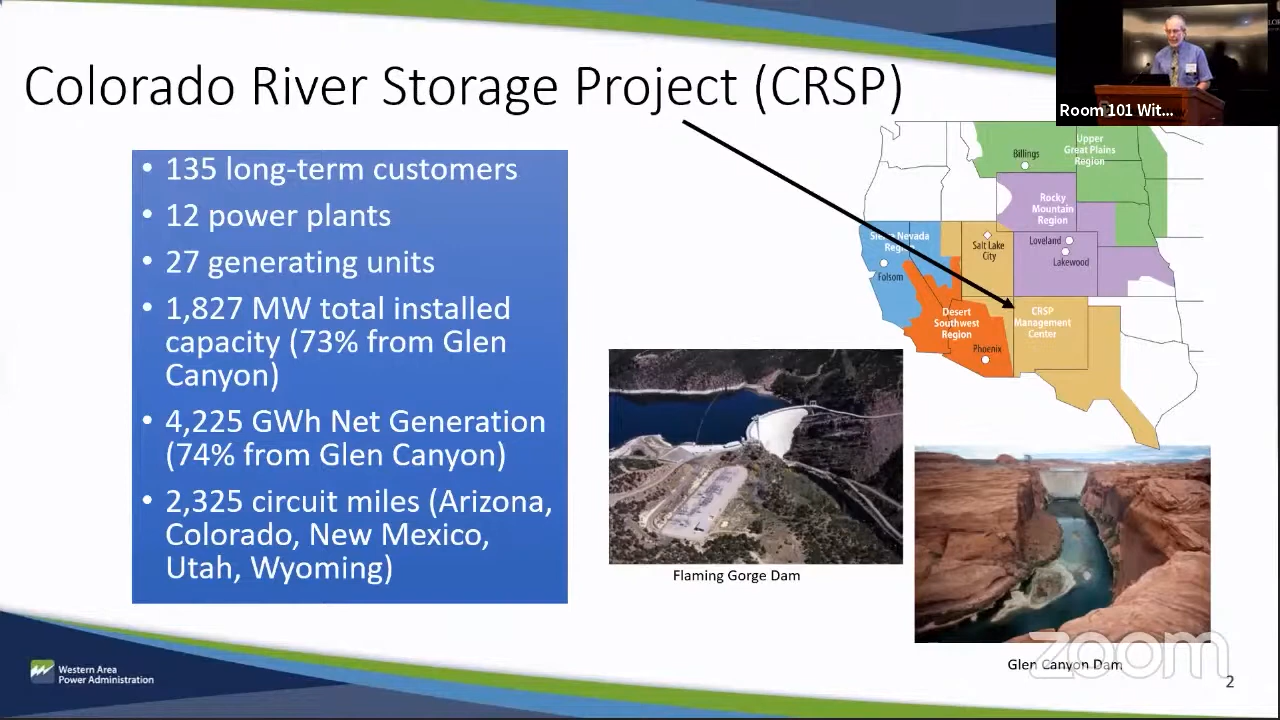 Colorado River Storage Project (CRSP)
Room 101 Wit...
• 135 long-term customers
• 12 power plants
• 27 generating units
• 1,827 MW total installed
capacity (73% from Glen
Canyon)
• 4,225 GWh Net Generation
(74% from Glen Canyon)
• 2,325 circuit miles (Arizona,
Colorado, New Mexico,
Utah, Wyoming)
Upper
Great Plains
Region
Billings
Rocky
Mountain
Region
Sierra Nevada
Region
Salt Lake
City
Loveland
Lakewood
Folsom
Desert
Southwest
Region
CRSP
Management
Center
Phoenix
Flaming Gorge Dam
Glen Canyon Dam
zoom
Western Area
Power Administration
2